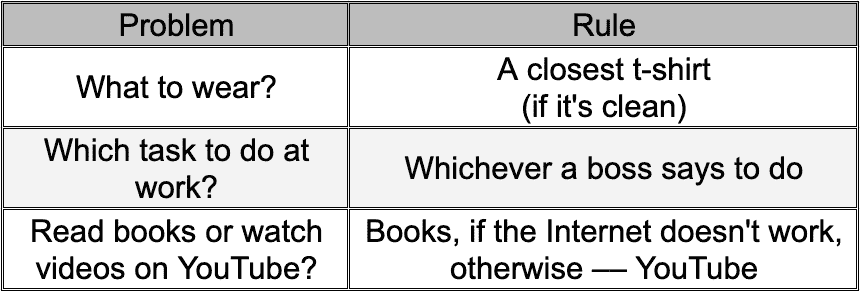 Problem
Rule
What to wear?
A closest t-shirt
(if it's clean)
Which task to do at
work?
Whichever a boss says to do
Read books or watch
videos on YouTube?
Books, if the Internet doesn't work,
otherwise –– YouTube